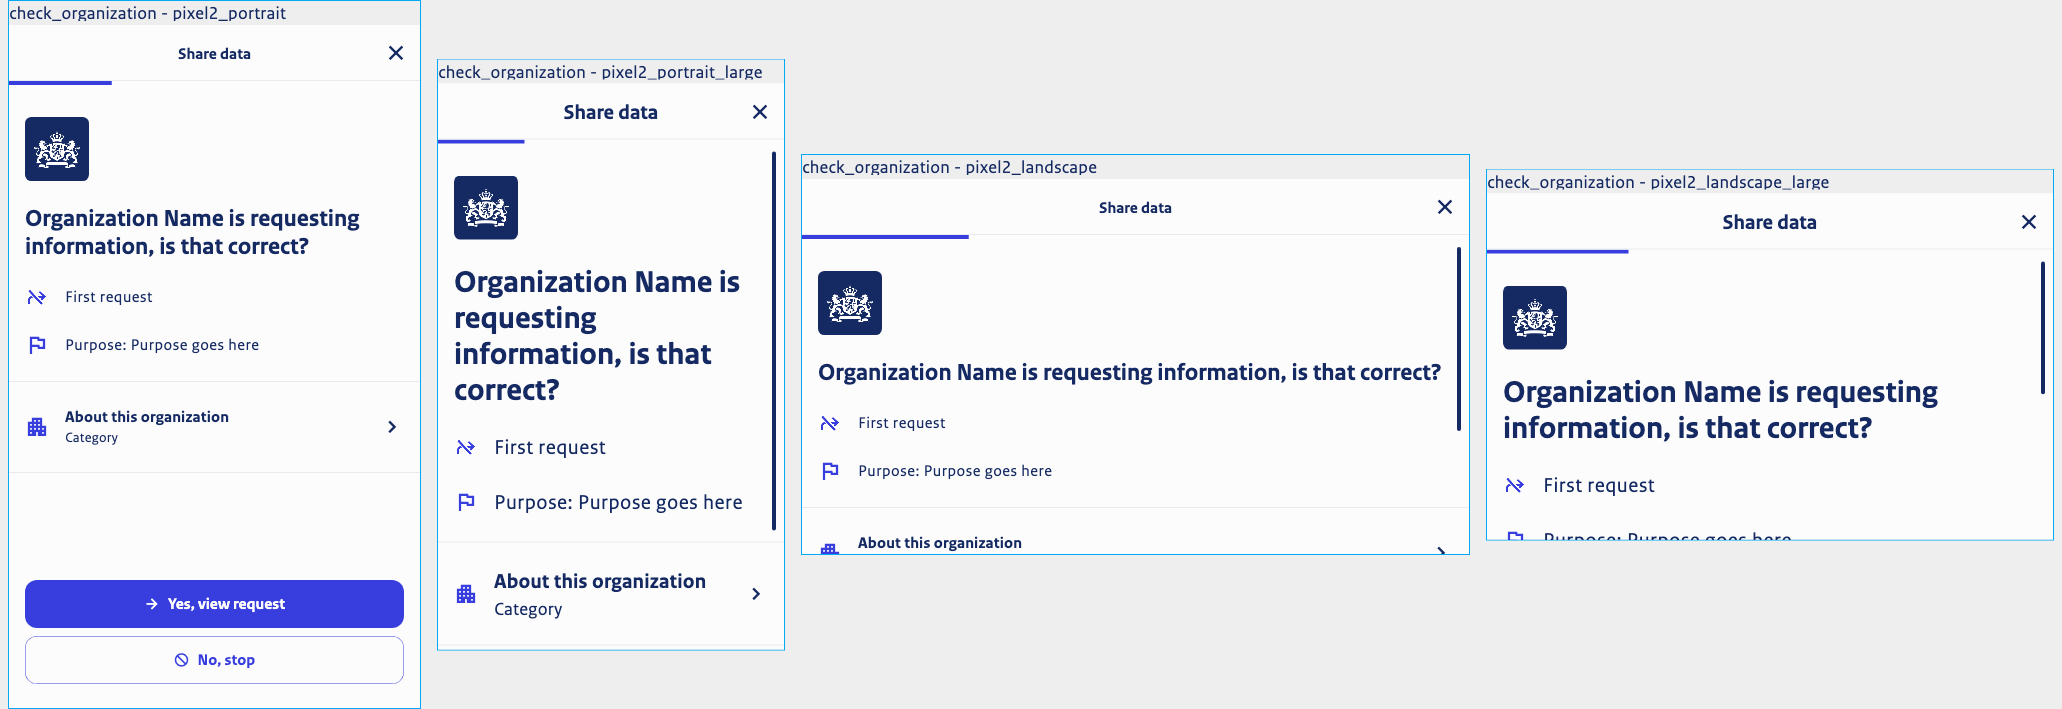 check_organization - pixel2_portrait
Share data
Organization Name is requesting
information, is that correct?
First request
Purpose: Purpose goes here
About this organization
Category
Yes, view request
No, stop
check_organization - pixel2_portrait_large
Share data
Organization Name is
requesting
information, is that
correct?
First request
Purpose: Purpose goes here
About this organization
Category
check_organization - pixel2_landscape
Share data
Organization Name is requesting information, is that correct?
First request
Purpose: Purpose goes here
About this organization
check_organization - pixel2_landscape_large
Share data
Organization Name is requesting
information, is that correct?
First request
Purpose: Purpose goes here